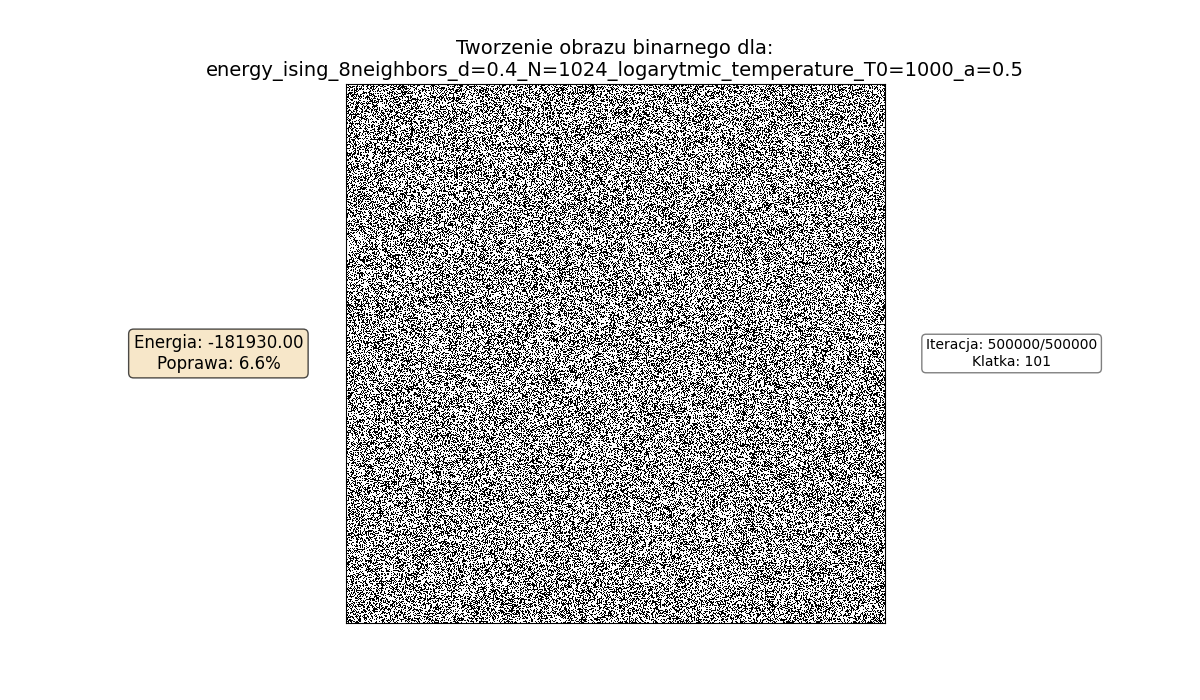 Tworzenie obrazu binarnego dla:
energy_ising_8neighbors_d=0.4_N=1024_logarytmic_temperature_T0=1000_a=0.5
Energia: -181930.00
Poprawa: 6.6%
Iteracja: 500000/500000
Klatka: 101